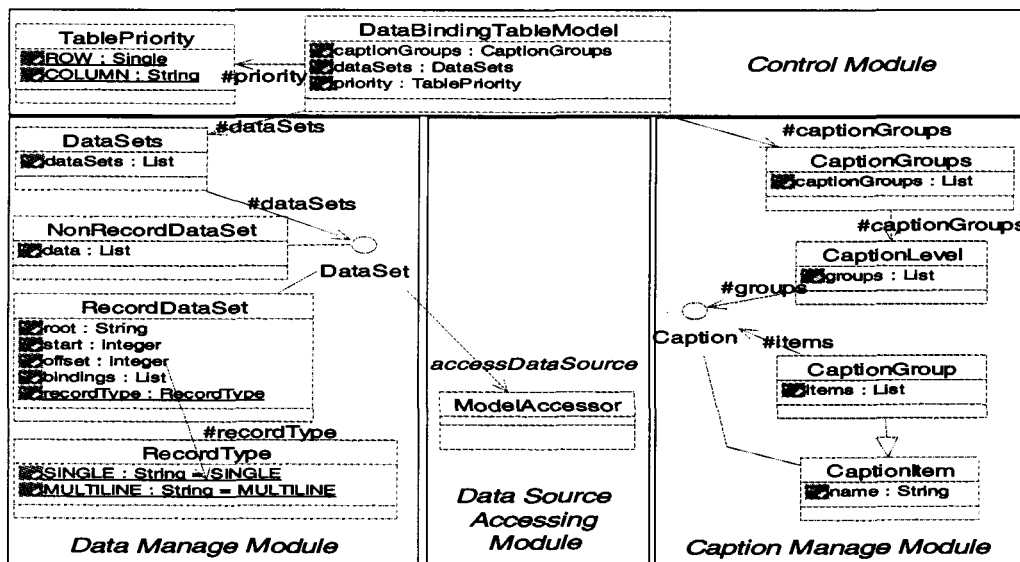 TablePriority
ROW : Single
COLUMN : String
#priority
DataBindingTableModel
captionGroups : CaptionGroups
dataSets : DataSets
priority : TablePriority
Control Module
#dataSets
DataSets
dataSets : List
#dataSets
NonRecordDataSet
data : List
DataSet
RecordDataSet
root : String
start : Integer
offset : Integer
bindings : List
recordType : RecordType
#recordType
RecordType
SINGLE : String = SINGLE
MULTILINE : String = MULTILINE
Data Manage Module
accessDataSource
ModelAccessor
Data Source
Accessing
Module
#captionGroups
CaptionGroups
captionGroups : List
#captionGroups
CaptionLevel
groups : List
#groups
Caption
#items
CaptionGroup
items : List
CaptionItem
name : String
Caption Manage Module